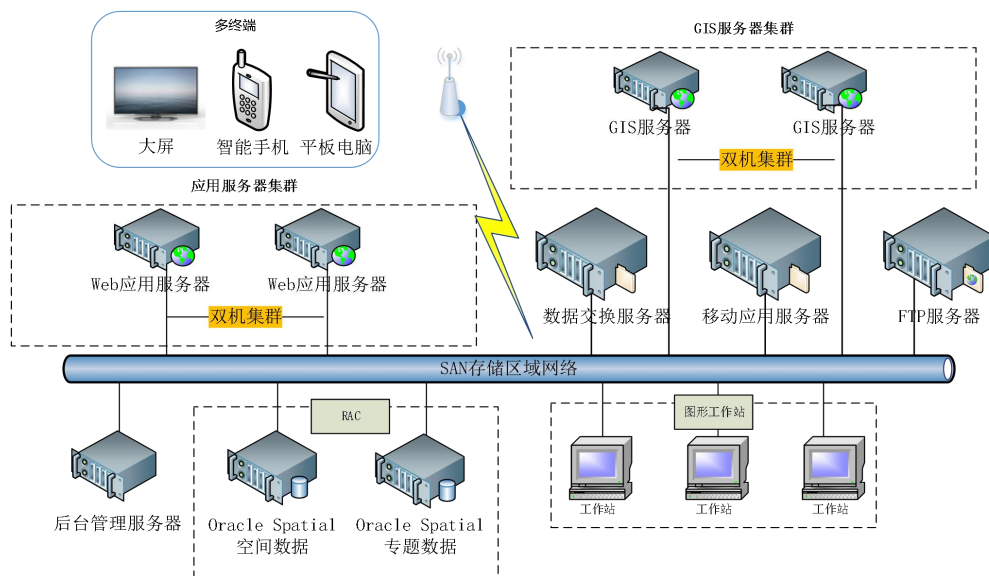 多终端
大屏
智能手机
平板电脑
GIS服务器集群
GIS服务器
GIS服务器
双机集群
应用服务器集群
Web应用服务器
Web应用服务器
双机集群
数据交换服务器
移动应用服务器
FTP服务器
SAN存储区域网络
RAC
图形工作站
后台管理服务器
Oracle Spatial
空间数据
Oracle Spatial
专题数据
工作站
工作站
工作站